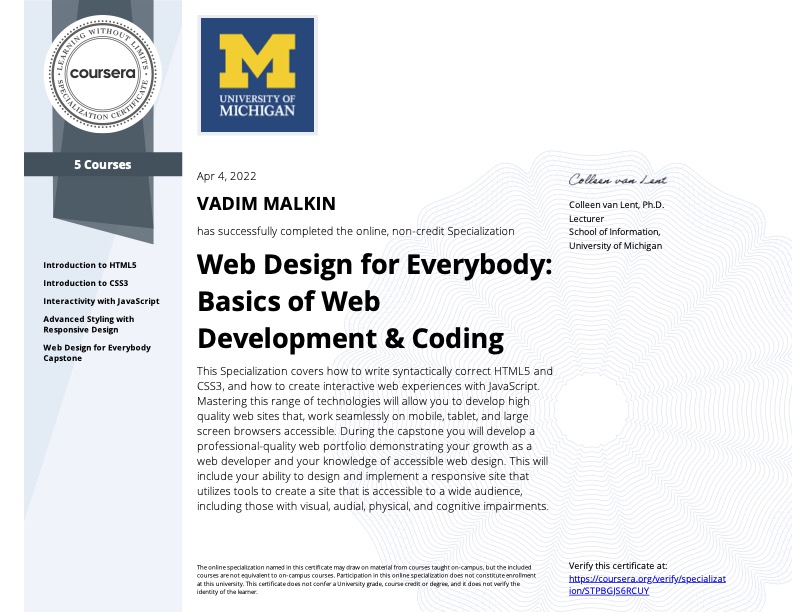 LEARNING WITHOUT LIMITS
coursera
SPECIALIZATION CERTIFICATE
5 Courses
Introduction to HTML5
Introduction to CSS3
Interactivity with JavaScript
Advanced Styling with
Responsive Design
Web Design for Everybody
Capstone
M
UNIVERSITY OF
MICHIGAN
Apr 4, 2022
VADIM MALKIN
has successfully completed the online, non-credit Specialization
Web Design for Everybody:
Basics of Web
Development & Coding
This Specialization covers how to write syntactically correct HTML5 and
CSS3, and how to create interactive web experiences with JavaScript.
Mastering this range of technologies will allow you to develop high
quality web sites that, work seamlessly on mobile, tablet, and large
screen browsers accessible. During the capstone you will develop a
professional-quality web portfolio demonstrating your growth as a
web developer and your knowledge of accessible web design. This will
include your ability to design and implement a responsive site that
utilizes tools to create a site that is accessible to a wide audience,
including those with visual, audial, physical, and cognitive impairments.
Colleen van Lent
Colleen van Lent, Ph.D.
Lecturer
School of Information,
University of Michigan
The online specialization named in this certificate may draw on material from courses taught on-campus, but the included
courses are not equivalent to on-campus courses. Participation in this online specialization does not constitute enrollment
at this university. This certificate does not confer a University grade, course credit or degree, and it does not verify the
identity of the learner.
Verify this certificate at:
https://coursera.org/verify/specializat
ion/STPBGJS6RCUY